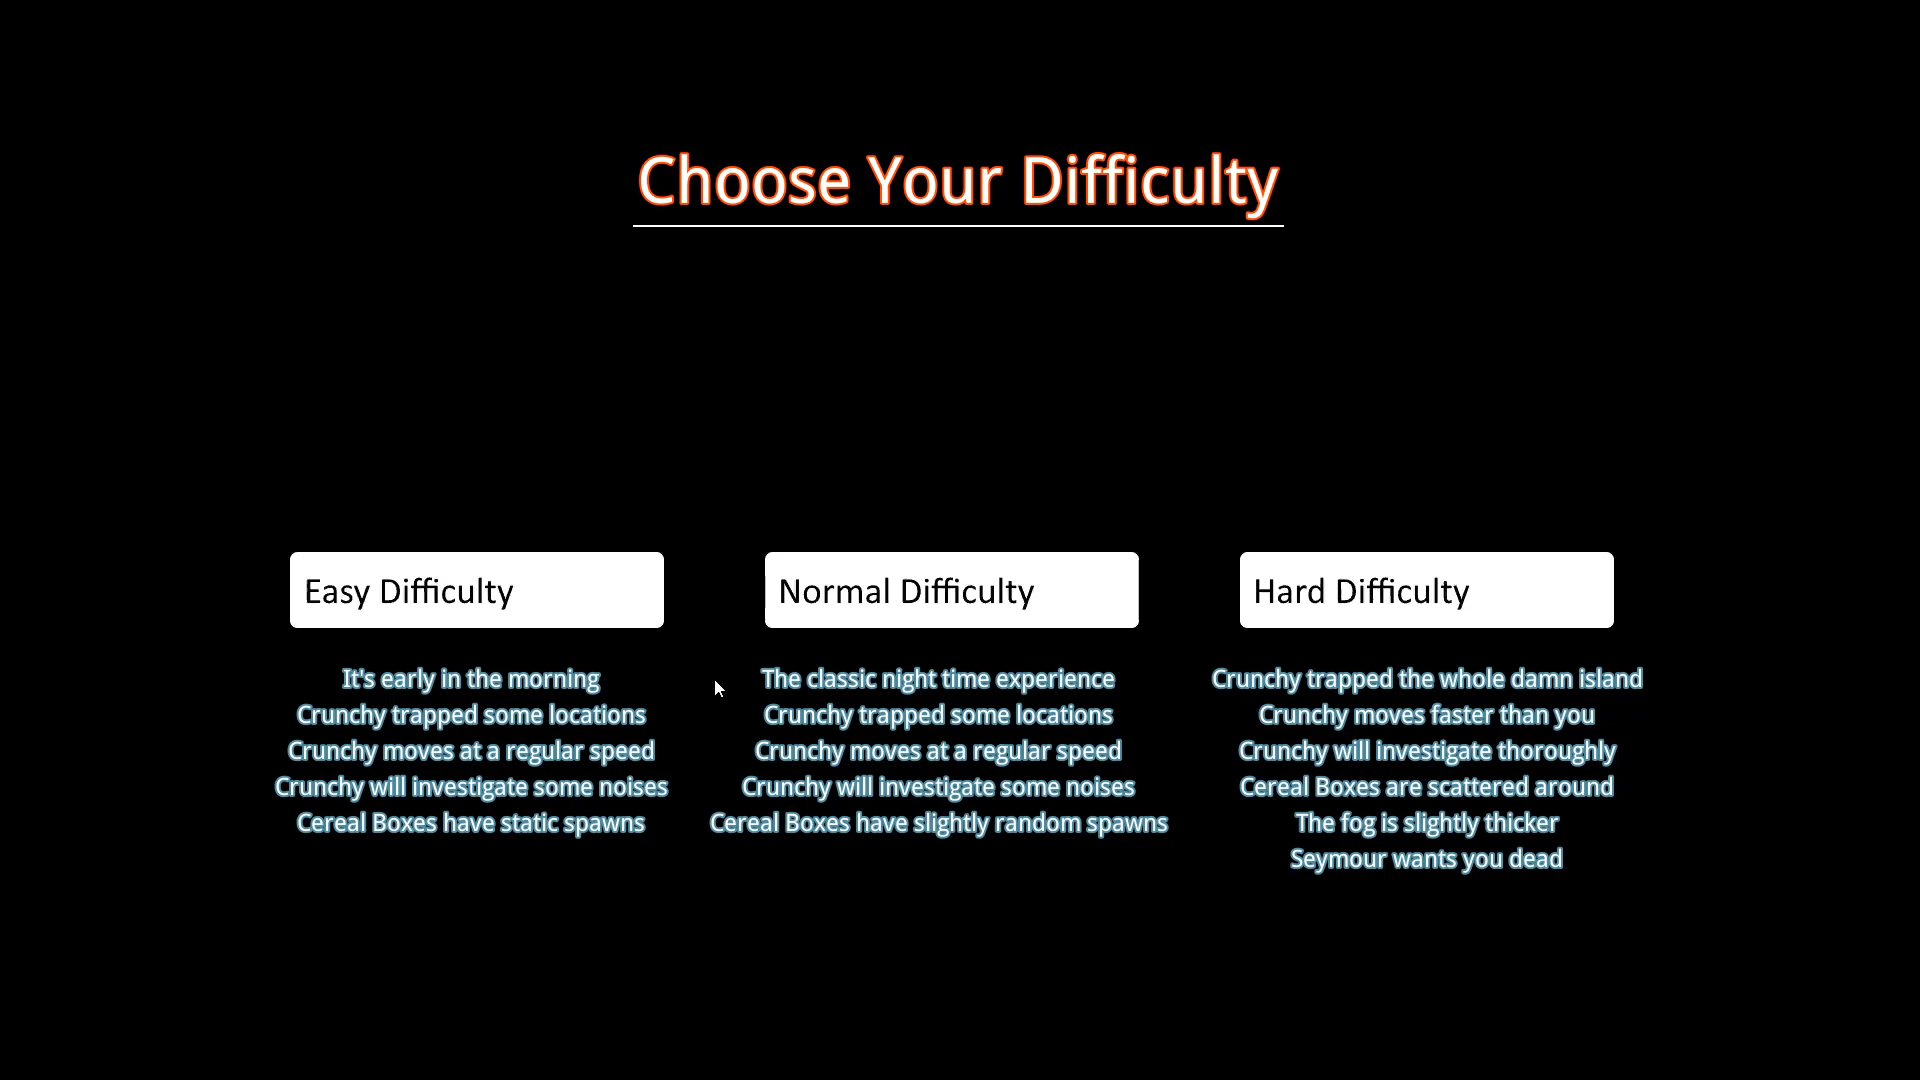 Choose Your Difficulty
Easy Difficulty
It's early in the morning
Crunchy trapped some locations
Crunchy moves at a regular speed
Crunchy will investigate some noises
Cereal Boxes have static spawns
Normal Difficulty
The classic night time experience
Crunchy trapped some locations
Crunchy moves at a regular speed
Crunchy will investigate some noises
Cereal Boxes have slightly random spawns
Hard Difficulty
Crunchy trapped the whole damn island
Crunchy moves faster than you
Crunchy will investigate thoroughly
Cereal Boxes are scattered around
The fog is slightly thicker
Seymour wants you dead